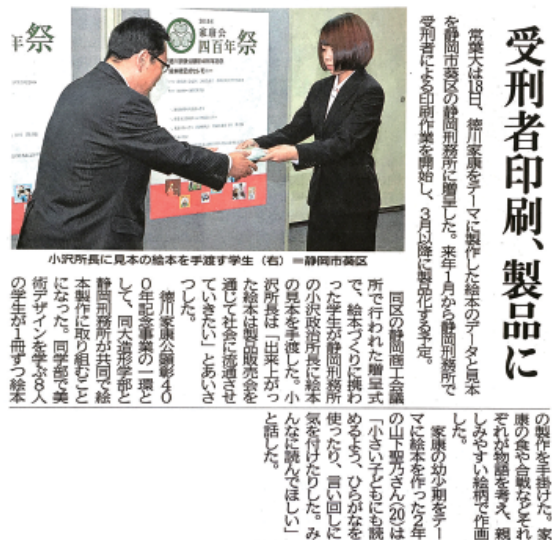 受刑者印刷、製品に
常葉大は18日、徳川家康をテーマに製作した絵本のデータと見本
を静岡市葵区の静岡刑務所に贈呈した。来年1月から静岡刑務所で
受刑者による印刷作業を開始し、3月以降に製品化する予定。
年祭
家康公
四百年祭
小沢所長に見本の絵本を手渡す学生（右）＝静岡市葵区
同区の静岡商工会議
所で行われた贈呈式
で、絵本づくりに携わ
った学生が静岡刑務所
の小沢政治所長に絵本
の見本を手渡した。小
沢所長は「出来上がっ
た絵本は製品販売会を
通じて社会に流通させ
ていきたい」とあいさ
つした。
徳川家康公顕彰40
0年記念事業の一環と
して、同大造形学部と
静岡刑務所が共同で絵
本製作に取り組むこと
になった。同学部で美
術デザインを学ぶ8人
の学生が1冊ずつ絵本
の製作を手掛けた。家
康の食や合戦などそれ
ぞれが物語を考え、親
しみやすい絵柄で作画
した。
家康の幼少期をテー
マに絵本を作った2年
の山下聖乃さん(20)は
「小さい子どもにも読
めるよう、ひらがなを
使ったり、言い回しに
気を付けたりした。み
んなに読んでほしい」
と話した。